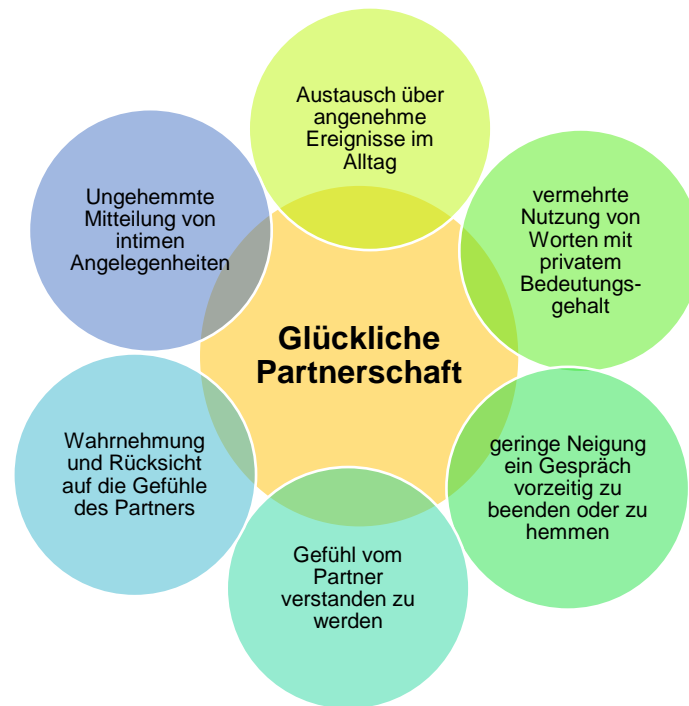 Glückliche
Partnerschaft
Austausch über
angenehme
Ereignisse im
Alltag
vermehrte
Nutzung von
Worten mit
privatem
Bedeutungs-
gehalt
geringe Neigung
ein Gespräch
vorzeitig zu
beenden oder zu
hemmen
Gefühl vom
Partner
verstanden zu
werden
Wahrnehmung
und Rücksicht
auf die Gefühle
des Partners
Ungehemmte
Mitteilung von
intimen
Angelegenheiten